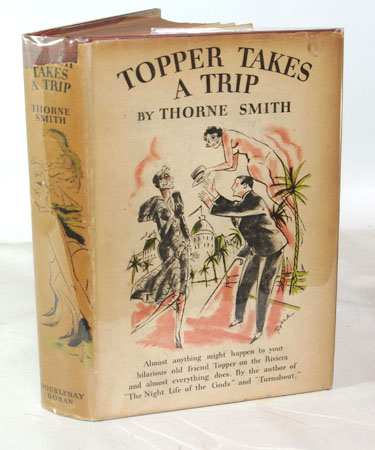 TAKES
A TRIP
THORNE
SMITH
DOUBLEDAY
DORAN
TOPPER TAKES
A TRIP
BY THORNE SMITH
Almost anything might happen to your
hilarious old friend Topper on the Riviera
and almost everything does. By the author of
"The Night Life of the Gods" and "Turnabout."